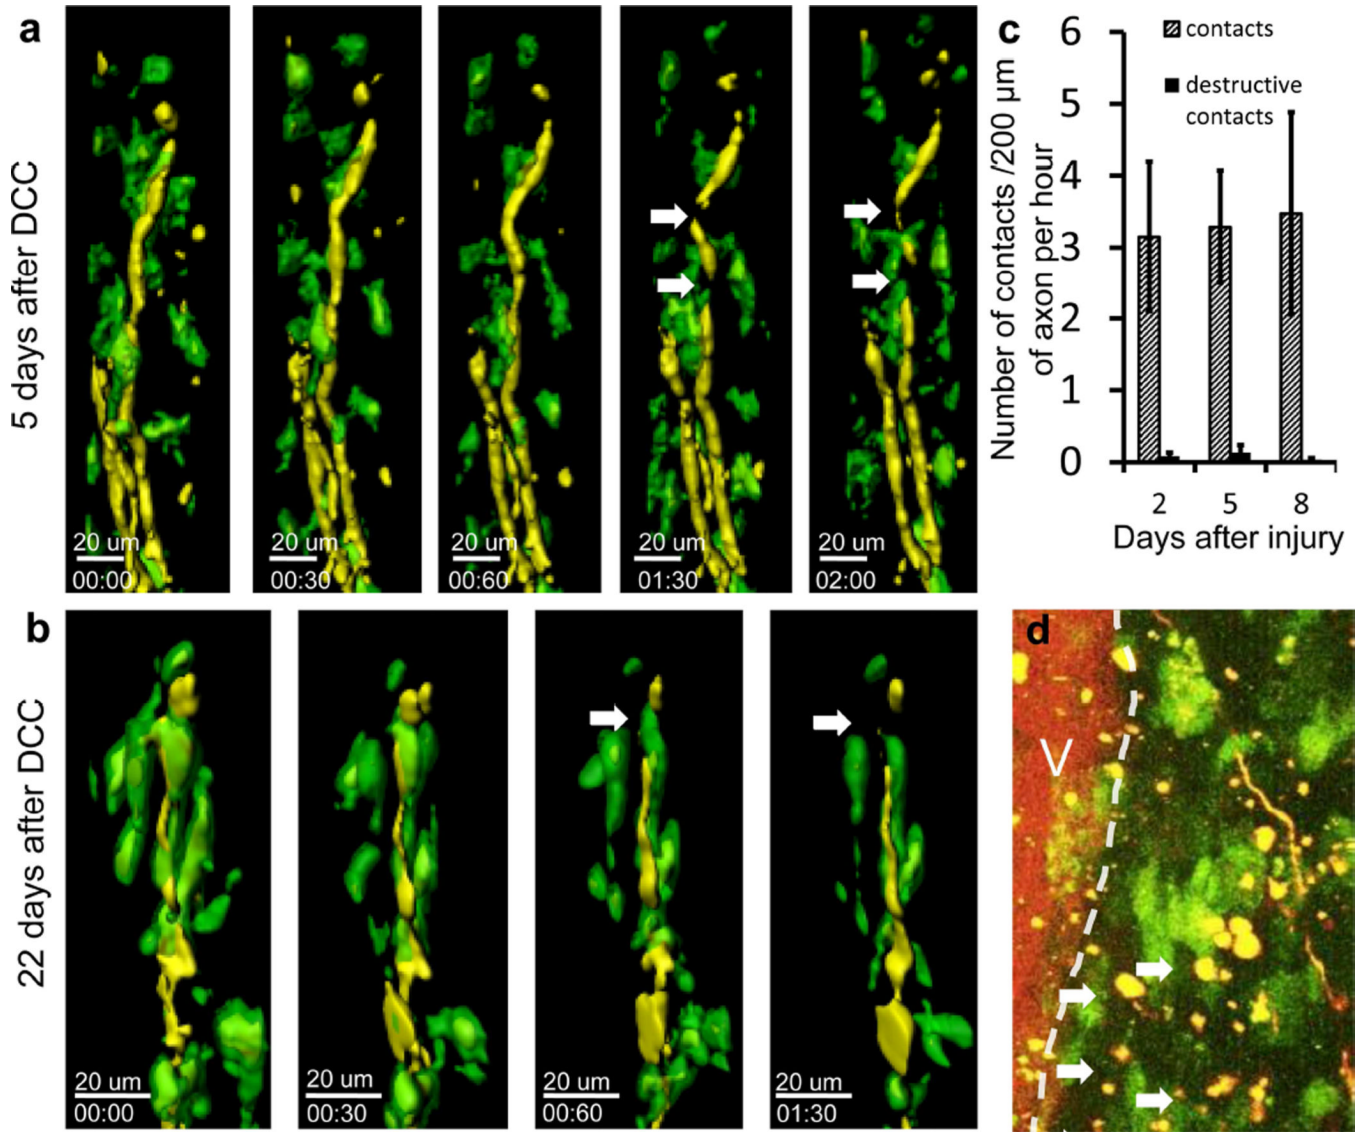 a
5 days after DCC
20 um
00:00
20 um
00:30
20 um
00:60
20 um
01:30
20 um
02:00
b
22 days after DCC
20 um
00:00
20 um
00:30
20 um
00:60
20 um
01:30
c
contacts
destructive
contacts
Number of contacts /200 µm
of axon per hour
6
5
4
3
2
1
0
2 5 8
Days after injury
d
V